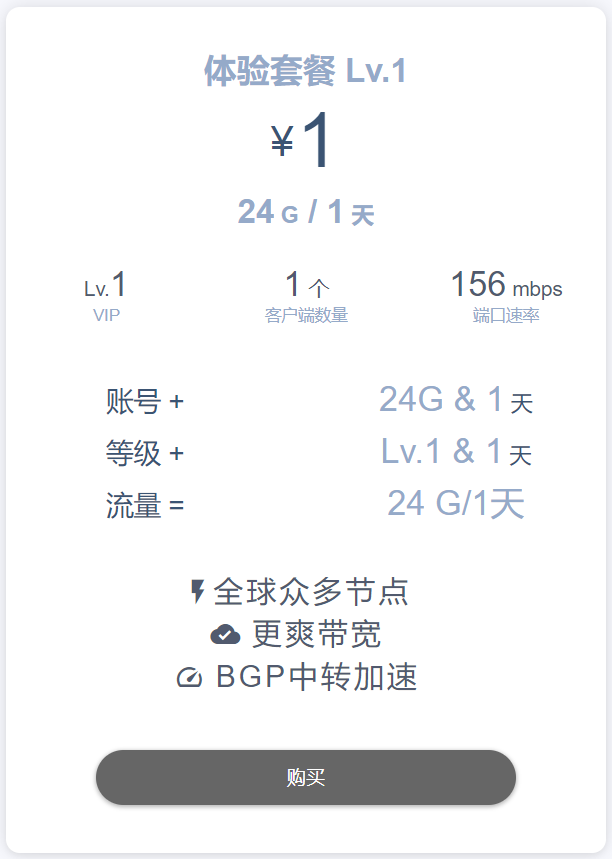 体验套餐 Lv.1
¥1
24 G / 1 天
Lv.1 1 个 156 mbps
VIP 客户端数量 端口速率
账号 + 24G & 1 天
等级 + Lv.1 & 1 天
流量 = 24 G/1天
全球众多节点
更爽带宽
BGP中转加速
购买